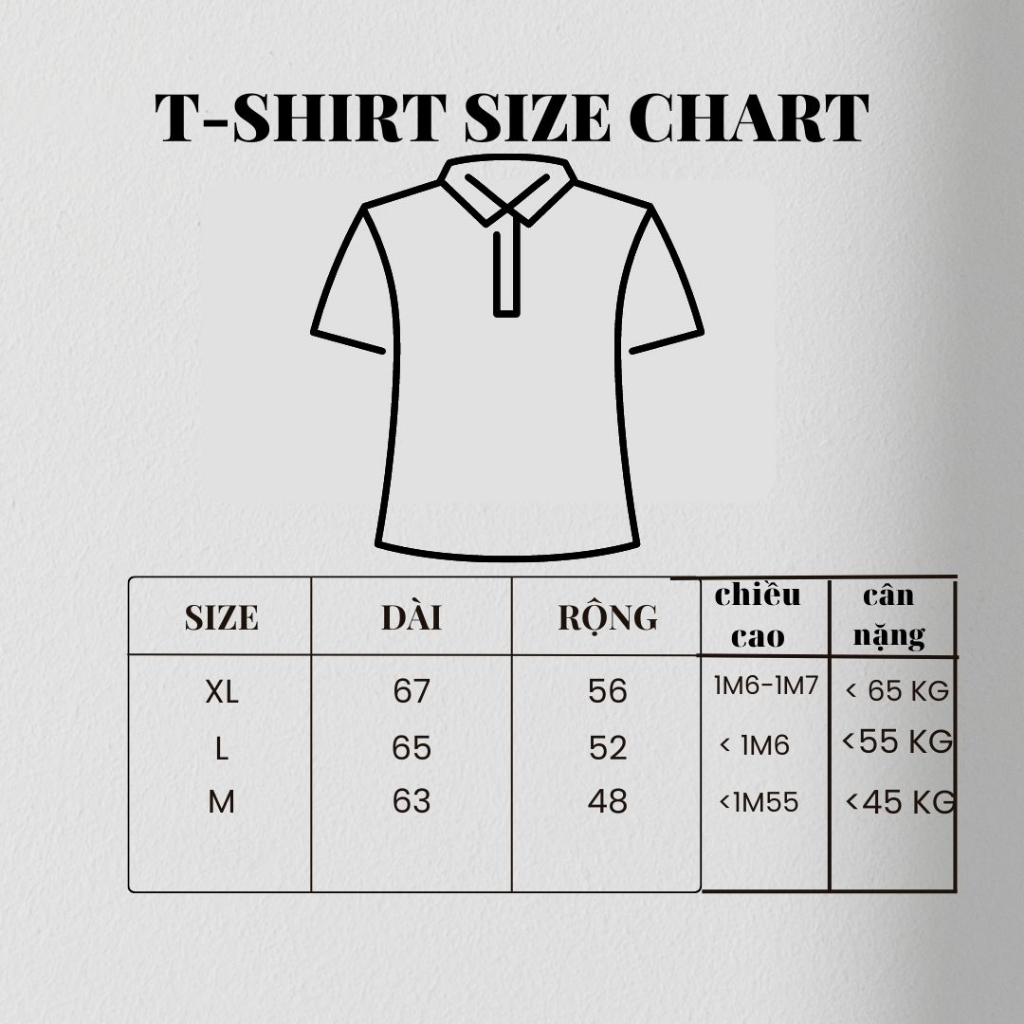 T-SHIRT SIZE CHART
SIZE DÀI RỘNG chiều cao cân nặng
XL 67 56 1M6-1M7 < 65 KG
L 65 52 < 1M6 <55 KG
M 63 48 <1M55 <45 KG